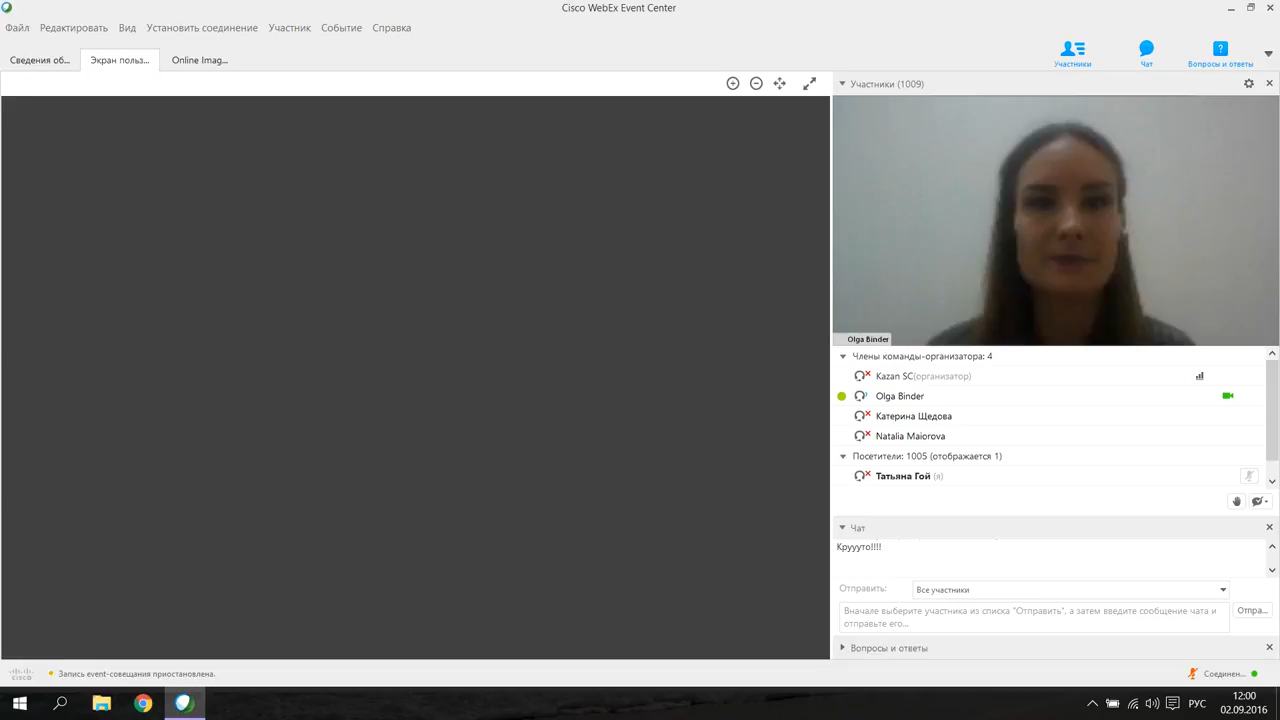 Cisco WebEx Event Center
Файл Редактировать Вид Установить соединение Участник Событие Справка
Сведения об... Экран польз... Online Imag...
Участники Чат Вопросы и ответы
Участники (1009)
Olga Binder
Члены команды-организатора: 4
Kazan SC(организатор)
Olga Binder
Катерина Щедова
Natalia Maiorova
Посетители: 1005 (отображается 1)
Татьяна Гой (я)
Чат
Круууто!!!!
Отправить: Все участники
Вначале выберите участника из списка "Отправить", а затем введите сообщение чата и
отправьте его...
Отпра...
Вопросы и ответы
cisco Запись event-совещания приостановлена.
Соединен...
РУС
12:00
02.09.2016